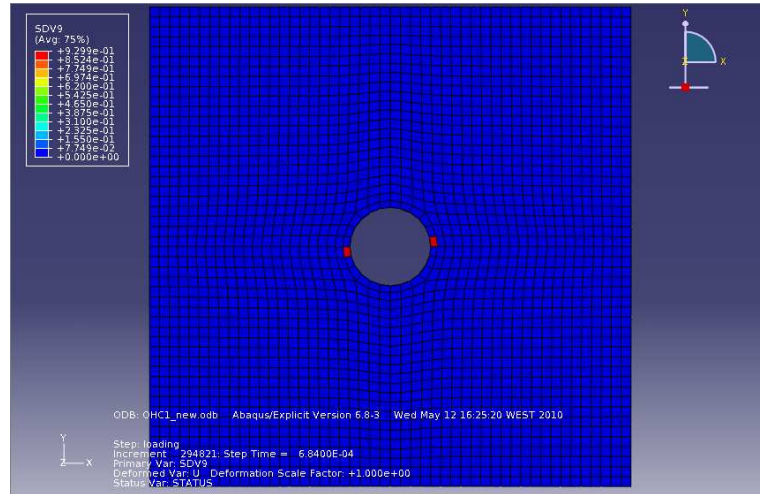 SDV9
(Avg: 75%)
+9.299e-01
+8.524e-01
+7.749e-01
+6.974e-01
+6.200e-01
+5.425e-01
+4.650e-01
+3.875e-01
+3.100e-01
+2.325e-01
+1.550e-01
+7.749e-02
+0.000e+00
Y
Z X
ODB: OHC1_new.odb Abaqus/Explicit Version 6.8-3 Wed May 12 16:25:20 WEST 2010
Y
Z X
Step: loading
Increment 294821: Step Time = 6.8400E-04
Primary Var: SDV9
Deformed Var: U Deformation Scale Factor: +1.000e+00
Status Var: STATUS